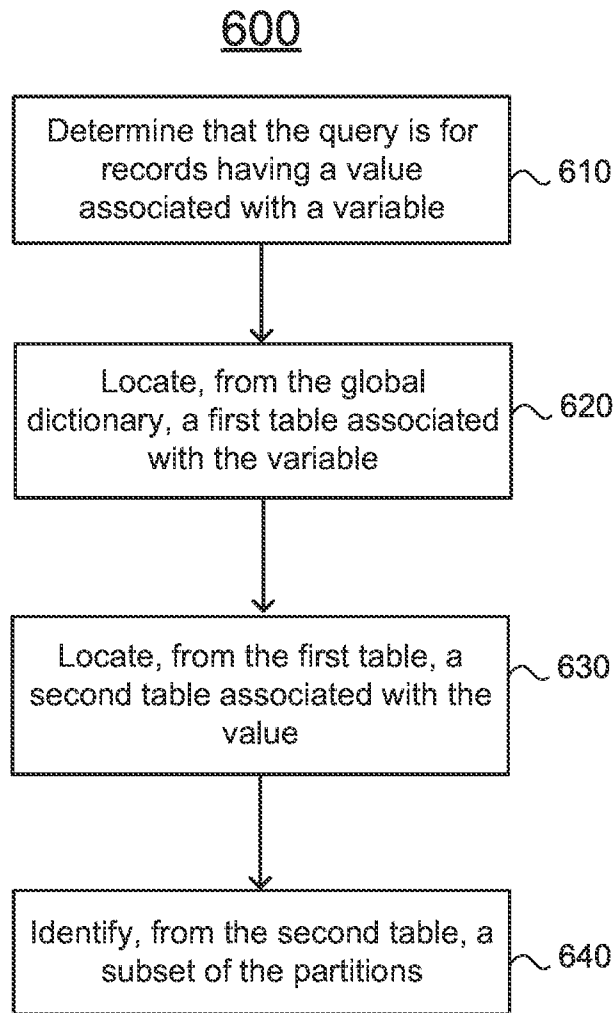 600
Determine that the query is for
records having a value
associated with a variable
610
Locate, from the global
dictionary, a first table associated
with the variable
620
Locate, from the first table, a
second table associated with the
value
630
Identify, from the second table, a
subset of the partitions
640